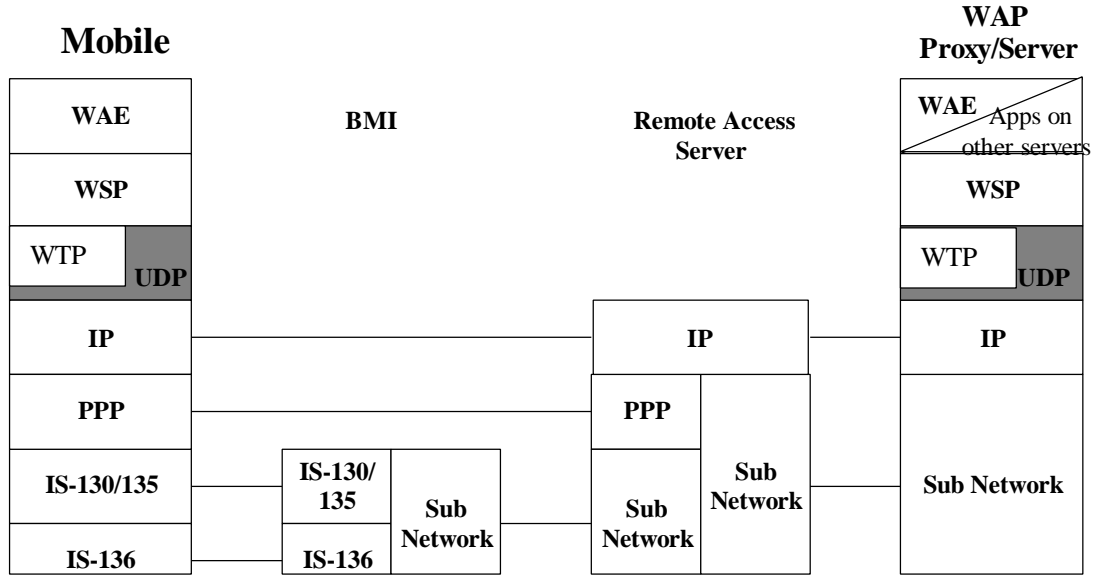 Mobile
WAE
WSP
WTP
UDP
IP
PPP
IS-130/135
IS-136
BMI
IS-130/
135
IS-136
Sub
Network
Remote Access
Server
IP
PPP
Sub
Network
Sub
Network
WAP
Proxy/Server
WAE
Apps on
other servers
WSP
WTP
UDP
IP
Sub Network